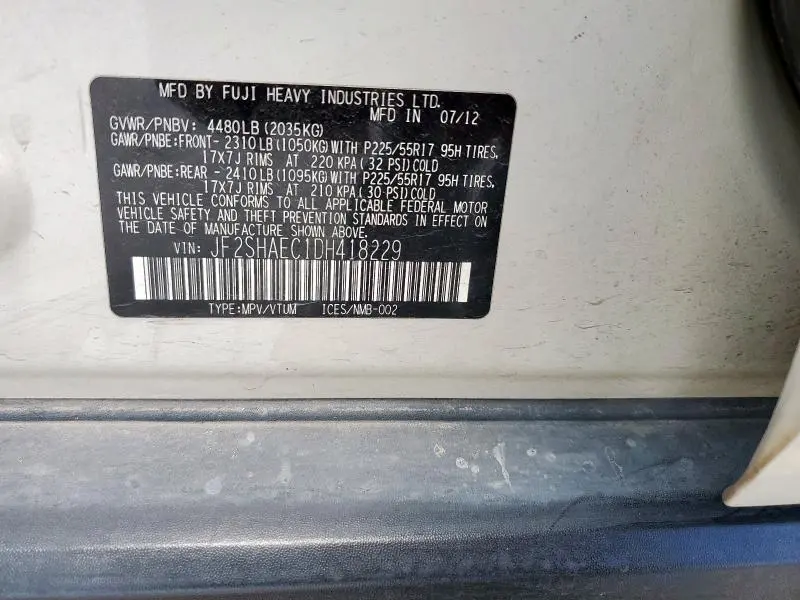 MFD BY FUJI HEAVY INDUSTRIES LTD.
MFD IN 07/12
GVWR/PNBV: 4480LB(2035KG)
GAWR/PNBE:FRONT- 2310LB(1050KG)WITH P225/55R17 95H TIRES,
17X7J RIMS AT 220 KPA(32 PSI)COLD
GAWR/PNBE:REAR - 2410LB(1095KG)WITH P225/55R17 95H TIRES,
17X7J RIMS AT 210 KPA(30 PSI)COLD
THIS VEHICLE CONFORMS TO ALL APPLICABLE FEDERAL MOTOR
VEHICLE SAFETY AND THEFT PREVENTION STANDARDS IN EFFECT ON
THE DATE OF MANUFACTURE SHOWN ABOVE.
VIN: JF2SHAEC1DH418229
TYPE:MPV/VTUM ICES/NMB-002